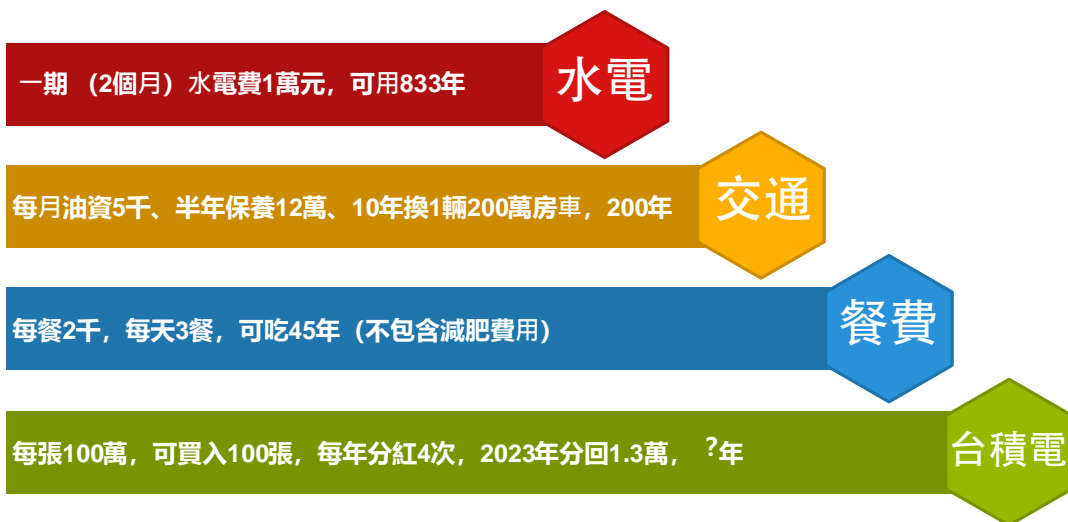 一期 （2個月）水電費1萬元，可用833年
水電
每月油資5千、半年保養12萬、10年換1輛200萬房車，200年
交通
每餐2千，每天3餐，可吃45年（不包含減肥費用）
餐費
每張100萬，可買入100張，每年分紅4次，2023年分回1.3萬， ?年
台積電